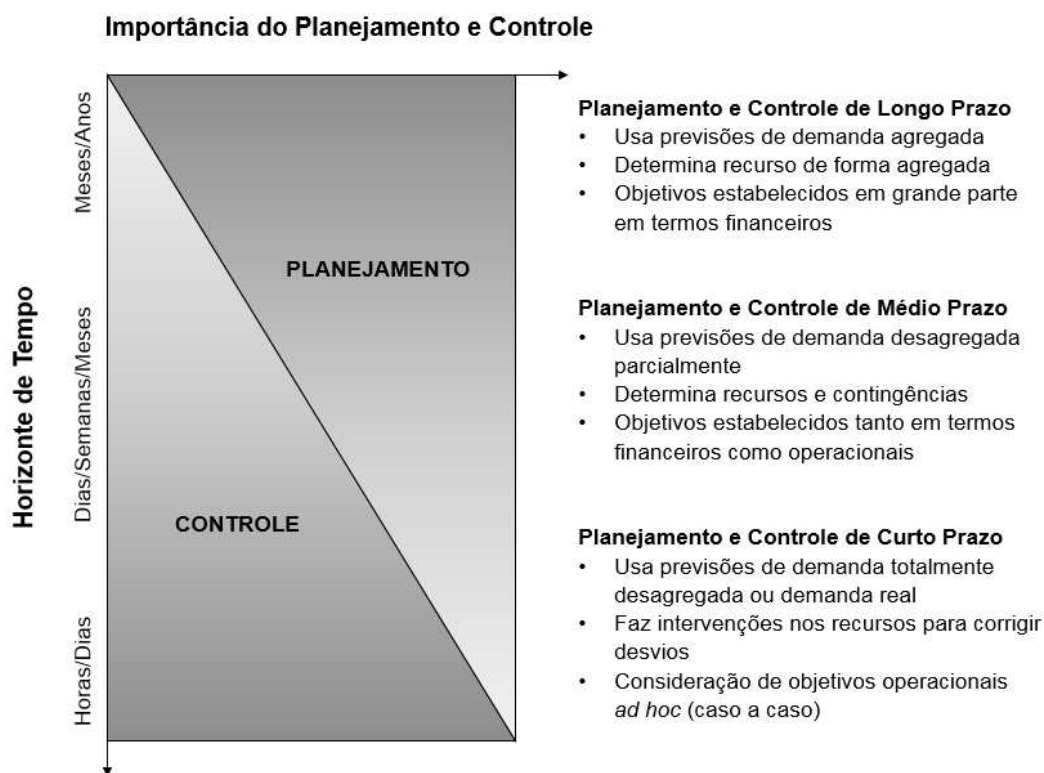 Importância do Planejamento e Controle
Horizonte de Tempo
Meses/Anos
Dias/Semanas/Meses
Horas/Dias
PLANEJAMENTO
CONTROLE
Planejamento e Controle de Longo Prazo
• Usa previsões de demanda agregada
• Determina recurso de forma agregada
• Objetivos estabelecidos em grande parte
em termos financeiros
Planejamento e Controle de Médio Prazo
• Usa previsões de demanda desagregada
parcialmente
• Determina recursos e contingências
• Objetivos estabelecidos tanto em termos
financeiros como operacionais
Planejamento e Controle de Curto Prazo
• Usa previsões de demanda totalmente
desagregada ou demanda real
• Faz intervenções nos recursos para corrigir
desvios
• Consideração de objetivos operacionais
ad hoc (caso a caso)